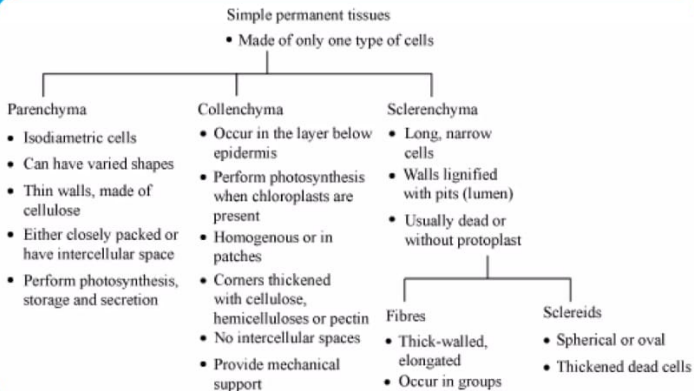 Simple permanent tissues
• Made of only one type of cells
Parenchyma
• Isodiametric cells
• Can have varied shapes
• Thin walls, made of
cellulose
• Either closely packed or
have intercellular space
• Perform photosynthesis,
storage and secretion
Collenchyma
• Occur in the layer below
epidermis
• Perform photosynthesis
when chloroplasts are
present
• Homogenous or in
patches
• Corners thickened
with cellulose,
hemicelluloses or pectin
• No intercellular spaces
• Provide mechanical
support
Sclerenchyma
• Long, narrow
cells
• Walls lignified
with pits (lumen)
• Usually dead or
without protoplast
Fibres
• Thick-walled,
elongated
• Occur in groups
Sclereids
• Spherical or oval
• Thickened dead cells